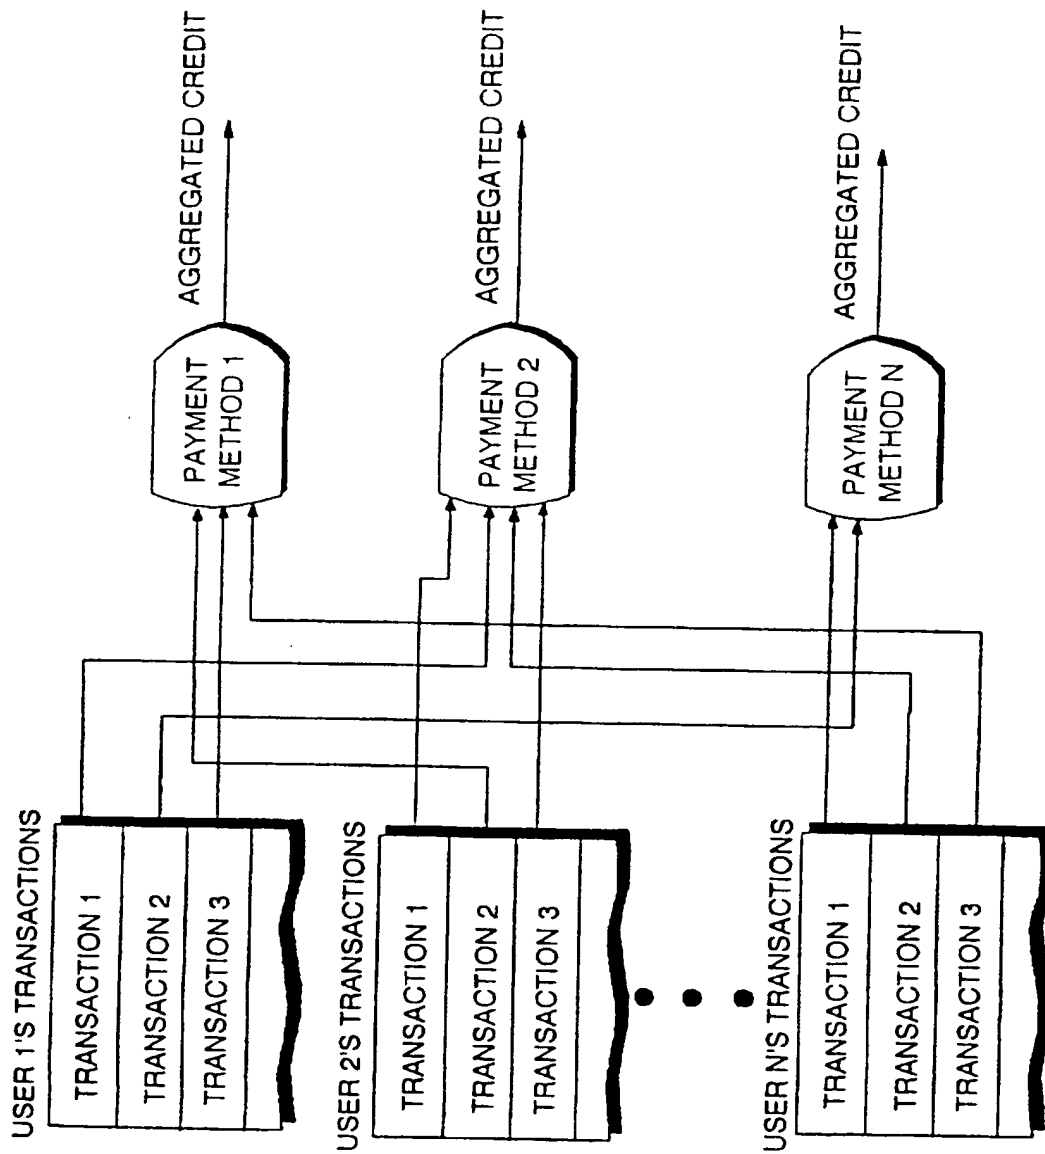 USER 1'S TRANSACTIONS
TRANSACTION 1
TRANSACTION 2
TRANSACTION 3
PAYMENT
METHOD 1
AGGREGATED CREDIT
USER 2'S TRANSACTIONS
TRANSACTION 1
TRANSACTION 2
TRANSACTION 3
PAYMENT
METHOD 2
AGGREGATED CREDIT
USER N'S TRANSACTIONS
TRANSACTION 1
TRANSACTION 2
TRANSACTION 3
PAYMENT
METHOD N
AGGREGATED CREDIT